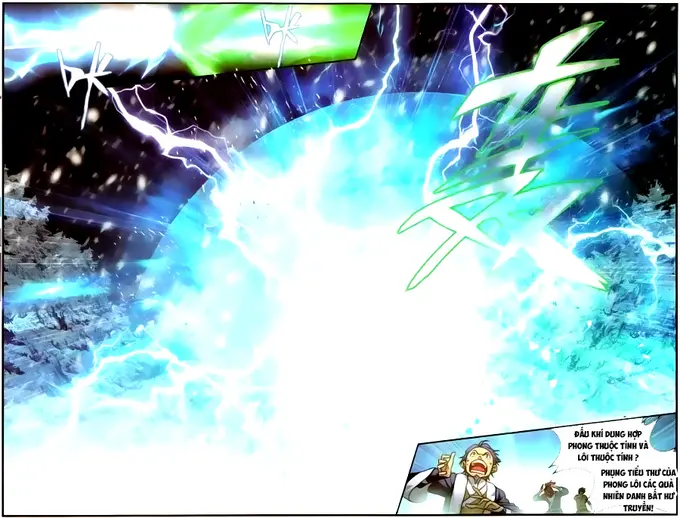 ĐẤU KHÍ DUNG HỢP
PHONG THUỘC TÍNH VÀ
LÔI THUỘC TÍNH ?
PHỤNG TIỂU THƯ CỦA
PHONG LÔI CÁC QUẢ
NHIÊN DANH BẤT HƯ
TRUYỀN!